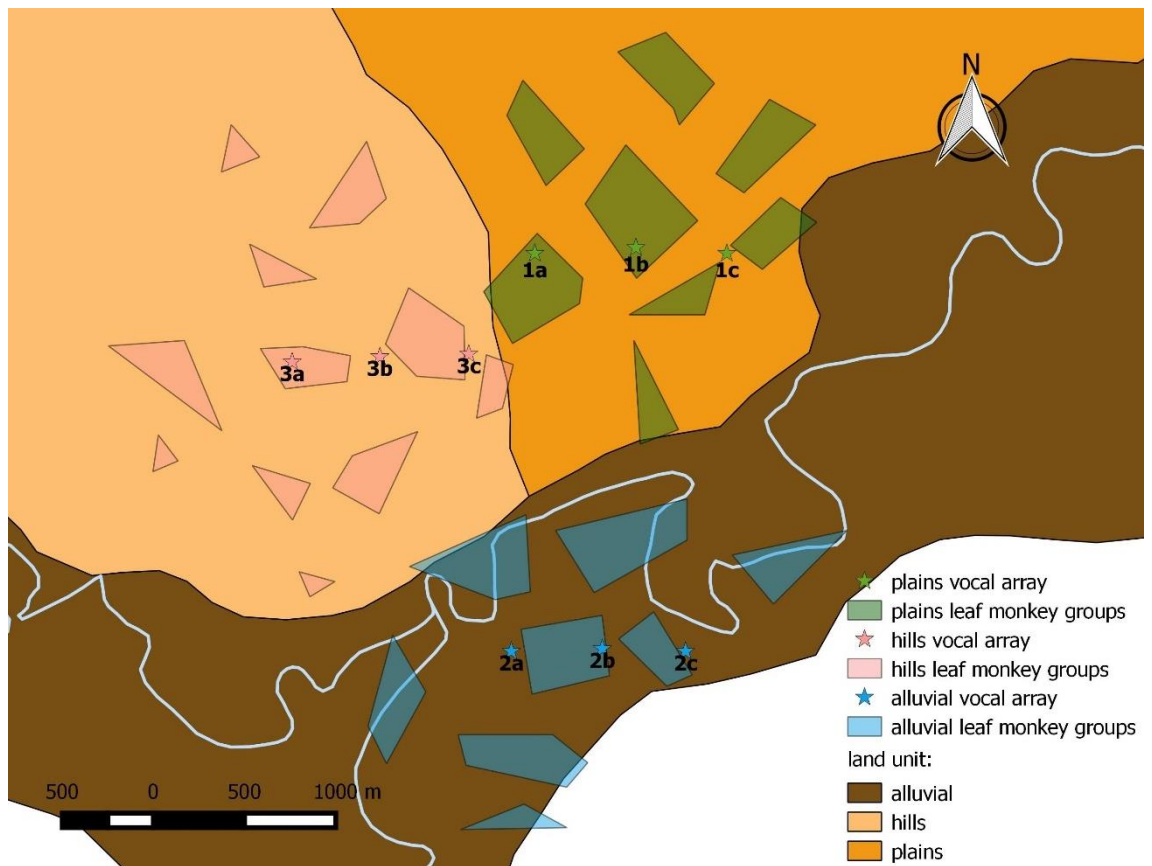 N
1a
1b
1c
3a
3b
3c
2a
2b
2c
plains vocal array
plains leaf monkey groups
hills vocal array
hills leaf monkey groups
alluvial vocal array
alluvial leaf monkey groups
land unit:
alluvial
hills
plains
500 0 500 1000 m